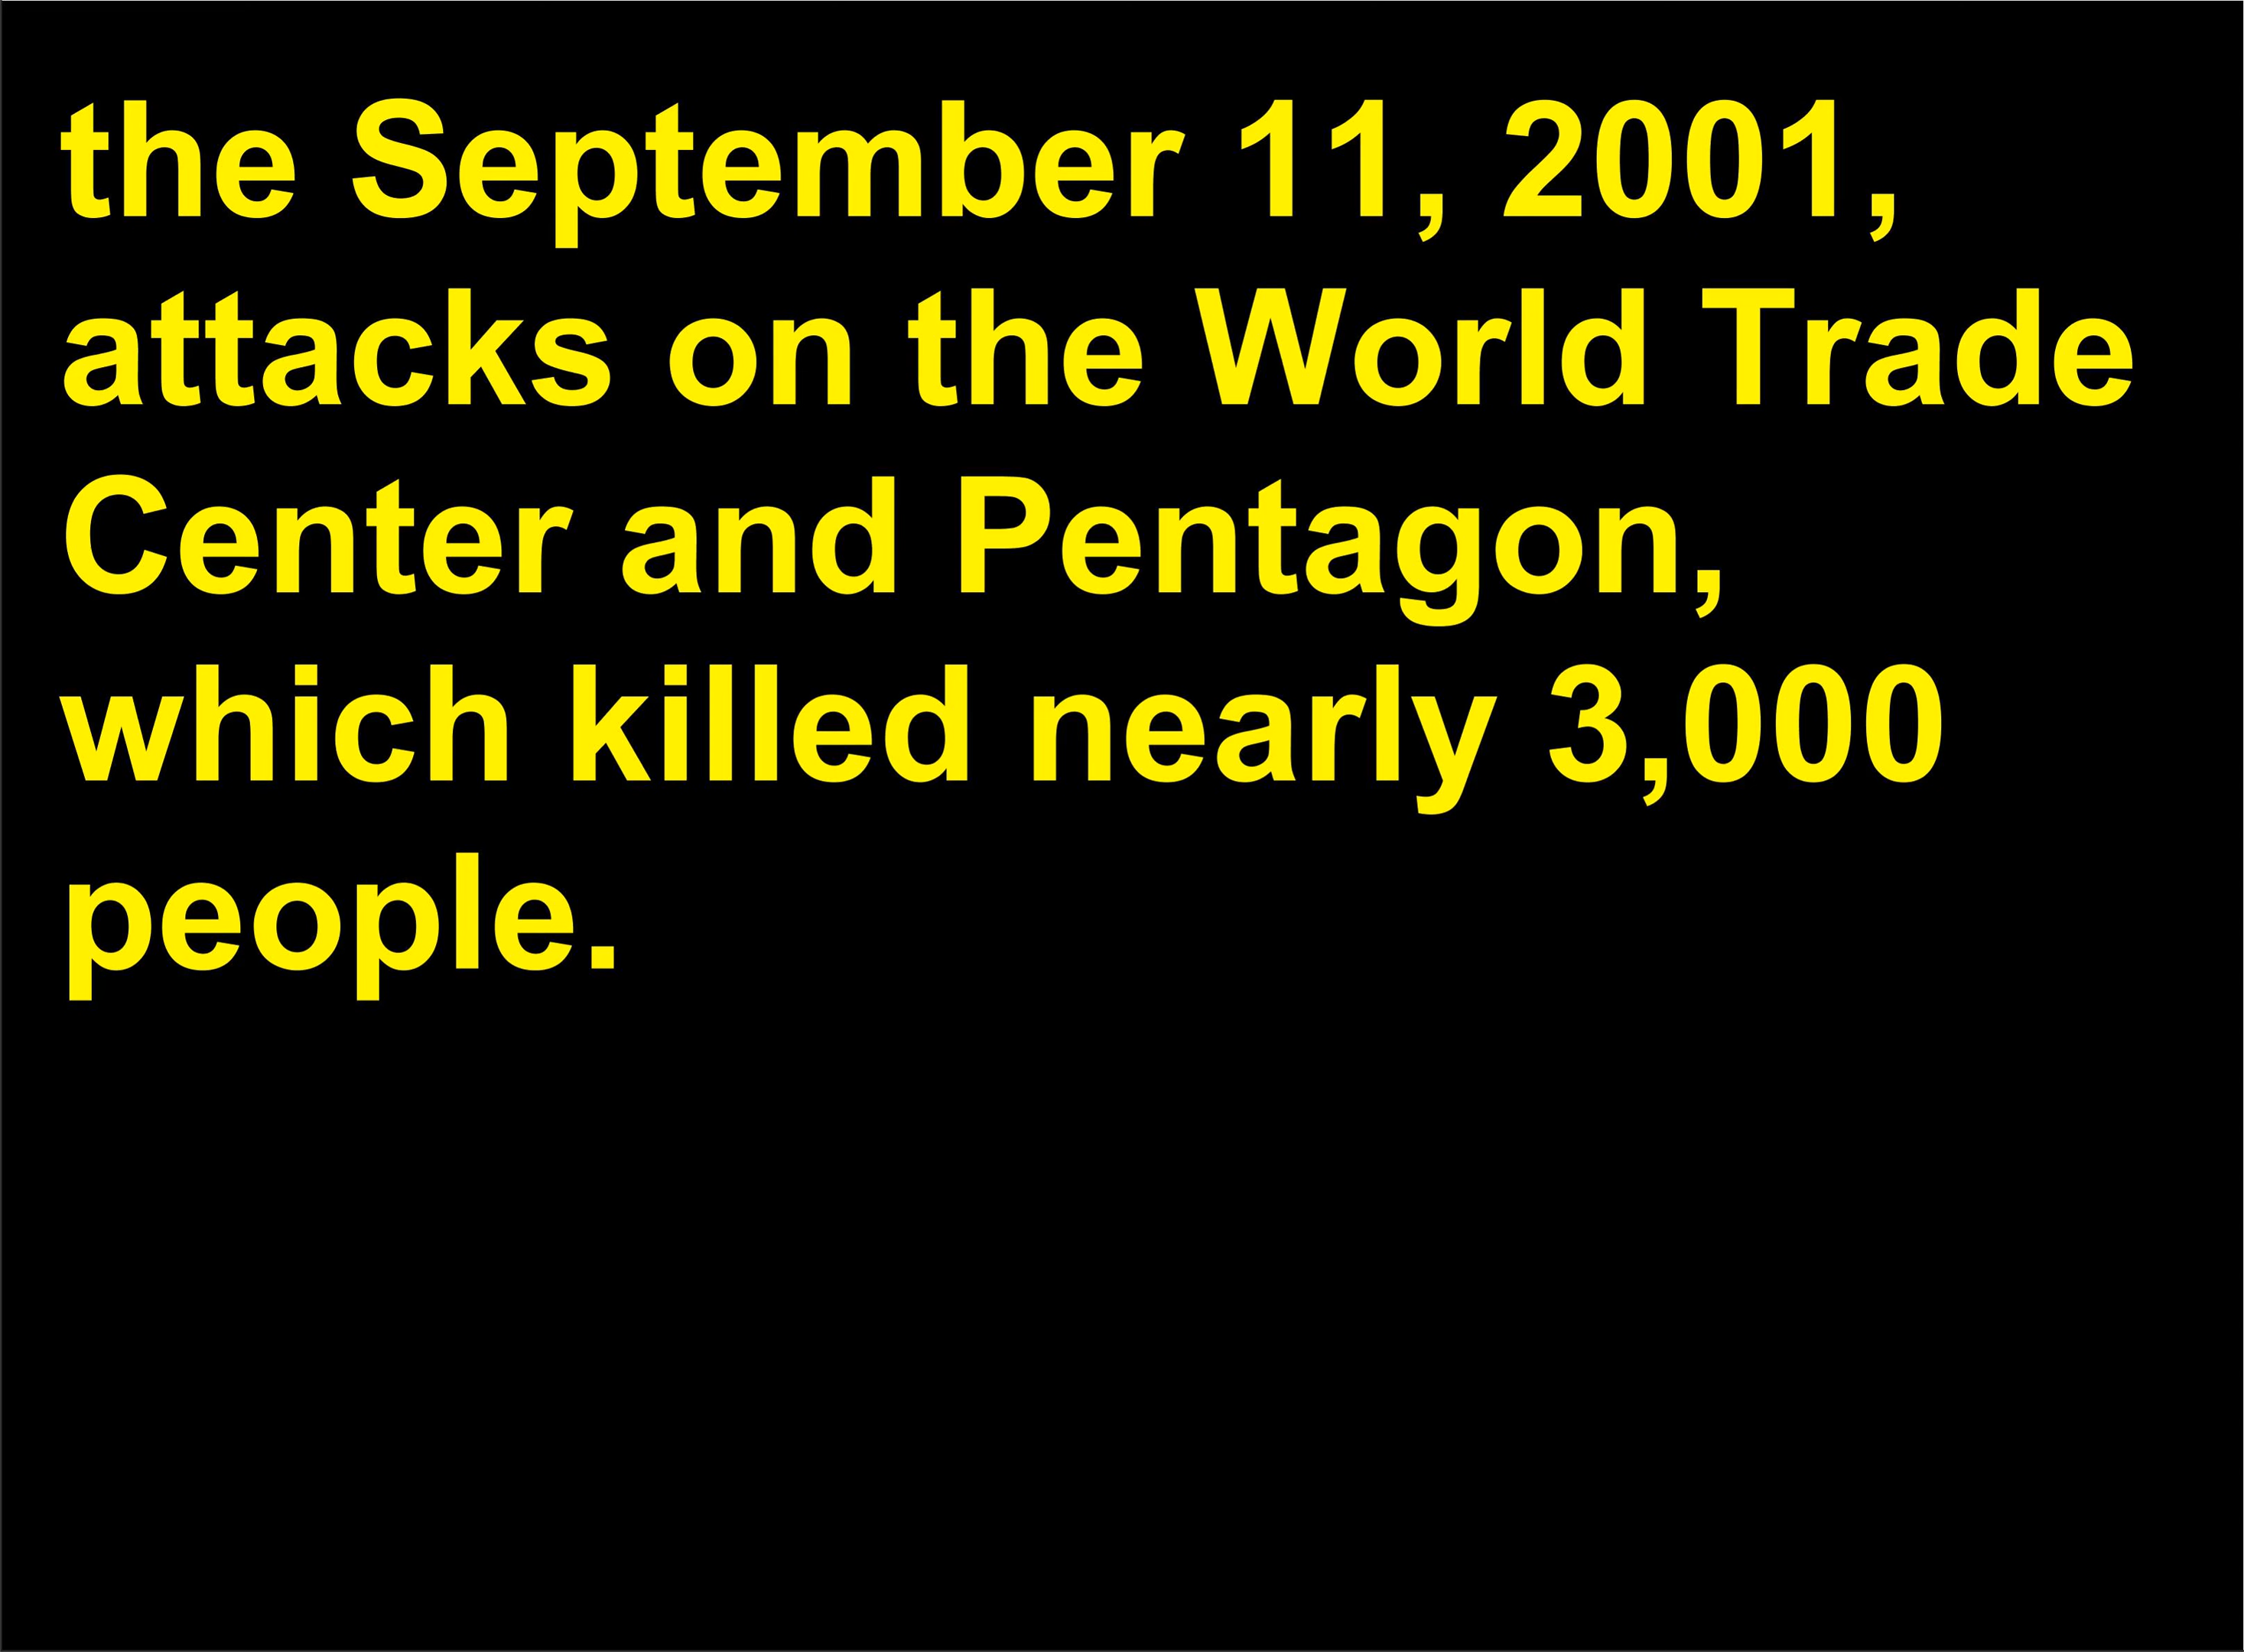 the September 11, 2001,
attacks on the World Trade
Center and Pentagon,
which killed nearly 3,000
people.